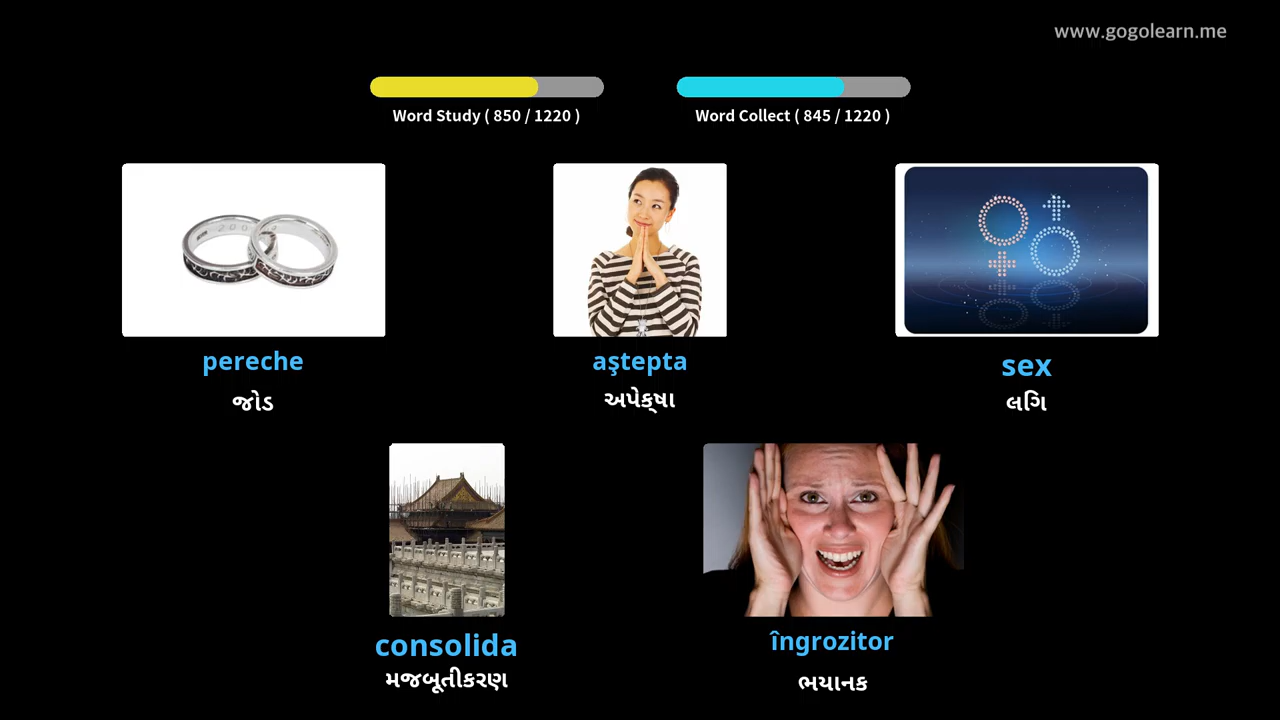 www.gogolearn.me
Word Study ( 850 / 1220 )
Word Collect ( 845 / 1220 )
pereche
aştepta
sex
જોડ
અપેક્ષા
લગિ
consolida
îngrozitor
મજબૂતીકરણ
ભયાનક